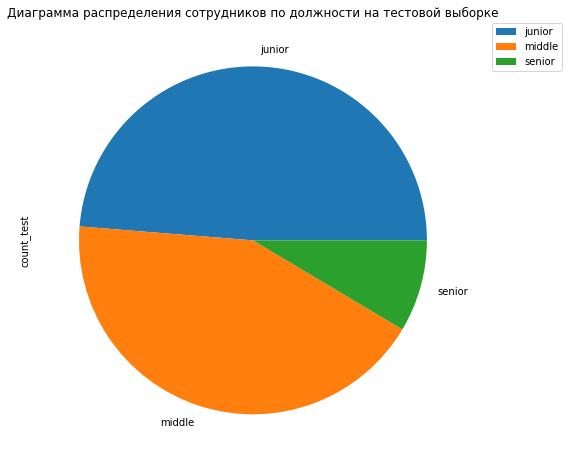 Диаграмма распределения сотрудников по должности на тестовой выборке
junior
middle
senior
junior
count_test
senior
middle